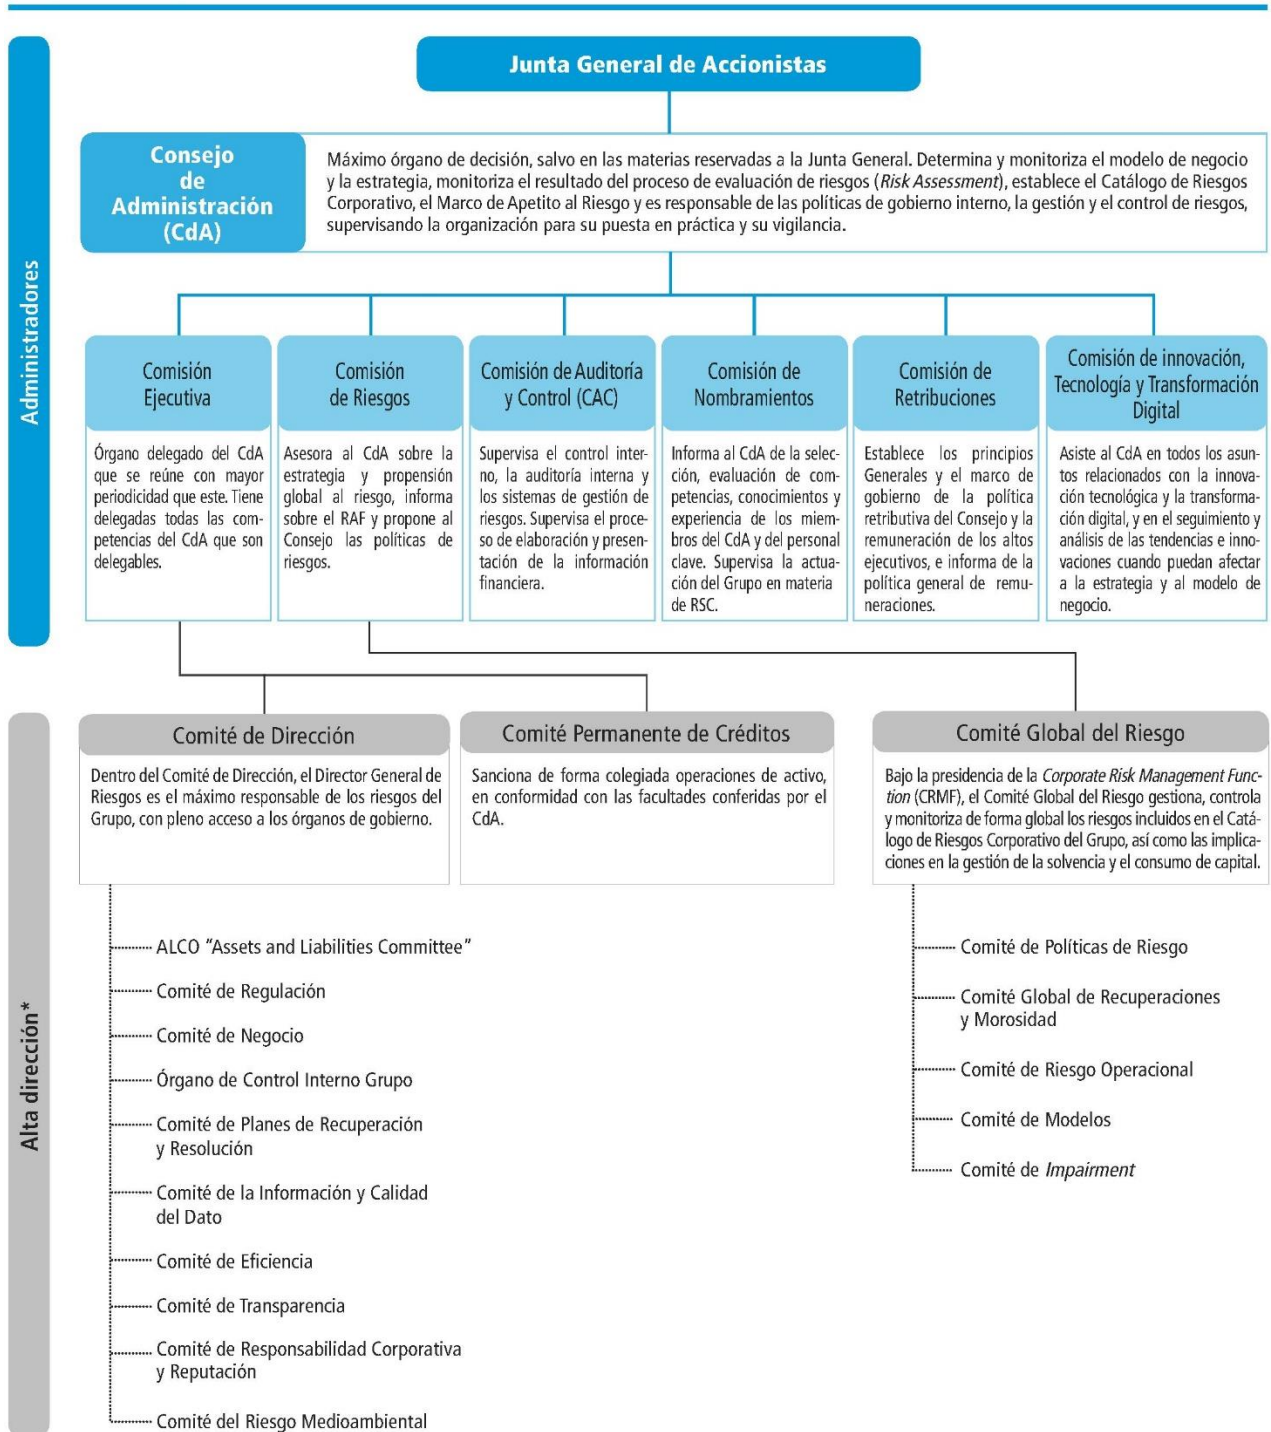 Junta General de Accionistas
Administradores
Consejo
de
Administración
(CdA)
Máximo órgano de decisión, salvo en las materias reservadas a la Junta General. Determina y monitoriza el modelo de negocio
y la estrategia, monitoriza el resultado del proceso de evaluación de riesgos (Risk Assessment), establece el Catálogo de Riesgos
Corporativo, el Marco de Apetito al Riesgo y es responsable de las políticas de gobierno interno, la gestión y el control de riesgos,
supervisando la organización para su puesta en práctica y su vigilancia.
Comisión
Ejecutiva
Órgano delegado del CdA
que se reúne con mayor
periodicidad que este. Tiene
delegadas todas las com-
petencias del CdA que son
delegables.
Comisión
de Riesgos
Asesora al CdA sobre la
estrategia y propensión
global al riesgo, informa
sobre el RAF y propone al
Consejo las políticas de
riesgos.
Comisión de Auditoría
y Control (CAC)
Supervisa el control inter-
no, la auditoría interna y
los sistemas de gestión de
riesgos. Supervisa el proce-
so de elaboración y presen-
tación de la información
financiera.
Comisión de
Nombramientos
Informa al CdA de la selec-
ción, evaluación de com-
petencias, conocimientos y
experiencia de los miem-
bros del CdA y del personal
clave. Supervisa la actua-
ción del Grupo en materia
de RSC.
Comisión de
Retribuciones
Establece los principios
Generales y el marco de
gobierno de la política
retributiva del Consejo y la
remuneración de los altos
ejecutivos, e informa de la
política general de remu-
neraciones.
Comisión de innovación,
Tecnología y Transformación
Digital
Asiste al CdA en todos los asun-
tos relacionados con la innova-
ción tecnológica y la transforma-
ción digital, y en el seguimiento y
análisis de las tendencias e inno-
vaciones cuando puedan afectar
a la estrategia y al modelo de
negocio.
Alta dirección*
Comité de Dirección
Dentro del Comité de Dirección, el Director General de
Riesgos es el máximo responsable de los riesgos del
Grupo, con pleno acceso a los órganos de gobierno.
Comité Permanente de Créditos
Sanciona de forma colegiada operaciones de activo,
en conformidad con las facultades conferidas por el
CdA.
Comité Global del Riesgo
Bajo la presidencia de la Corporate Risk Management Func-
tion (CRMF), el Comité Global del Riesgo gestiona, controla
y monitoriza de forma global los riesgos incluidos en el Catá-
logo de Riesgos Corporativo del Grupo, así como las implica-
ciones en la gestión de la solvencia y el consumo de capital.
ALCO "Assets and Liabilities Committee"
Comité de Regulación
Comité de Negocio
Órgano de Control Interno Grupo
Comité de Planes de Recuperación
y Resolución
Comité de la Información y Calidad
del Dato
Comité de Eficiencia
Comité de Transparencia
Comité de Responsabilidad Corporativa
y Reputación
Comité del Riesgo Medioambiental
Comité de Políticas de Riesgo
Comité Global de Recuperaciones
y Morosidad
Comité de Riesgo Operacional
Comité de Modelos
Comité de Impairment